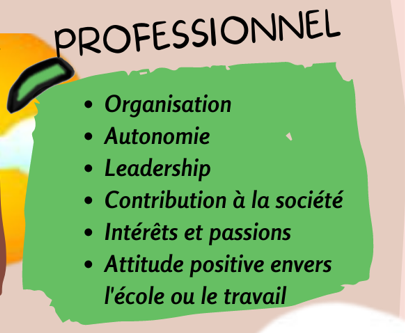 PROFESSIONNEL
• Organisation
• Autonomie
• Leadership
• Contribution à la société
• Intérêts et passions
• Attitude positive envers
l'école ou le travail